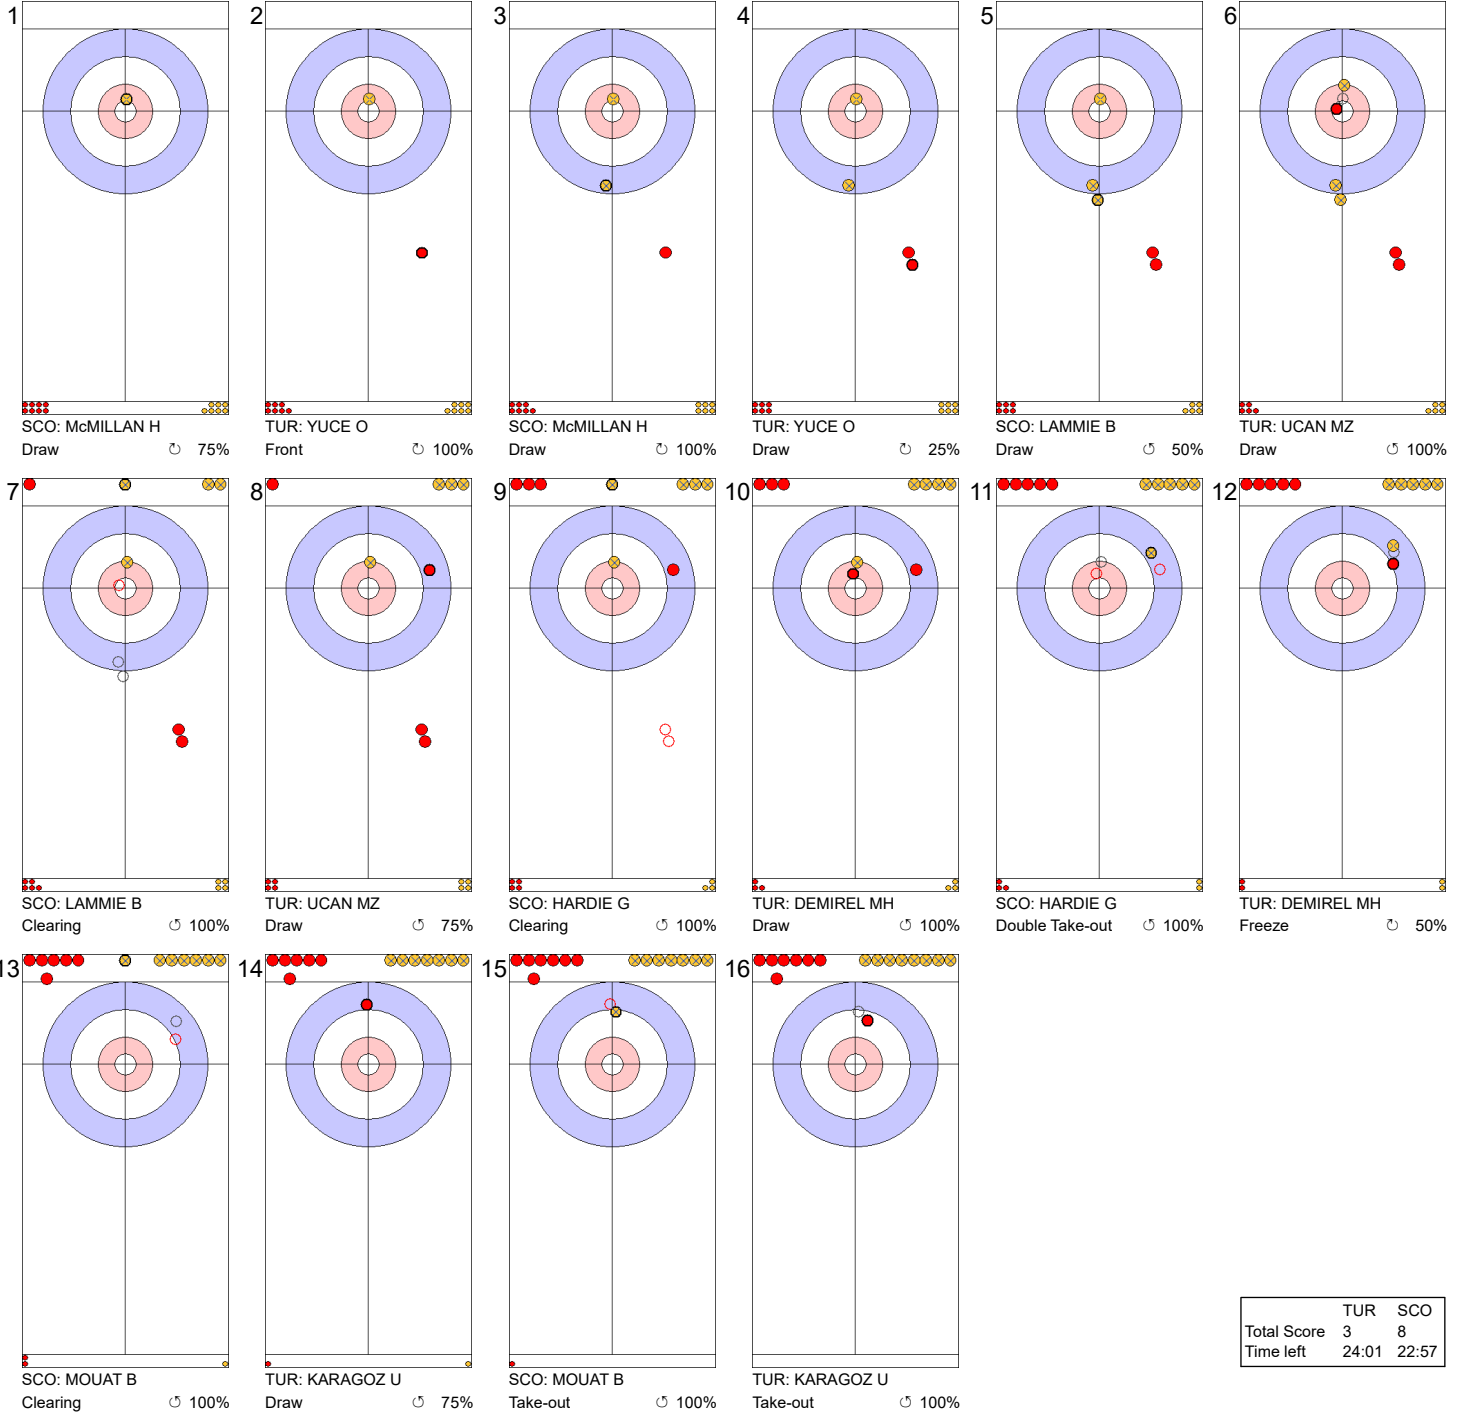 1 2 3 4 5 6
SCO: McMILLAN H TUR: YUCE O SCO: McMILLAN H TUR: YUCE O SCO: LAMMIE B TUR: UCAN MZ
Draw ↻ 75% Front ↻ 100% Draw ↻ 100% Draw ↻ 25% Draw ↺ 50% Draw ↺ 100%
7 8 9 10 11 12
SCO: LAMMIE B TUR: UCAN MZ SCO: HARDIE G TUR: DEMIREL MH SCO: HARDIE G TUR: DEMIREL MH
Clearing ↺ 100% Draw ↺ 75% Clearing ↺ 100% Draw ↺ 100% Double Take-out ↺ 100% Freeze ↻ 50%
13 14 15 16
SCO: MOUAT B TUR: KARAGOZ U SCO: MOUAT B TUR: KARAGOZ U
Clearing ↺ 100% Draw ↺ 75% Take-out ↺ 100% Take-out ↺ 100%
TUR SCO
Total Score 3 8
Time left 24:01 22:57